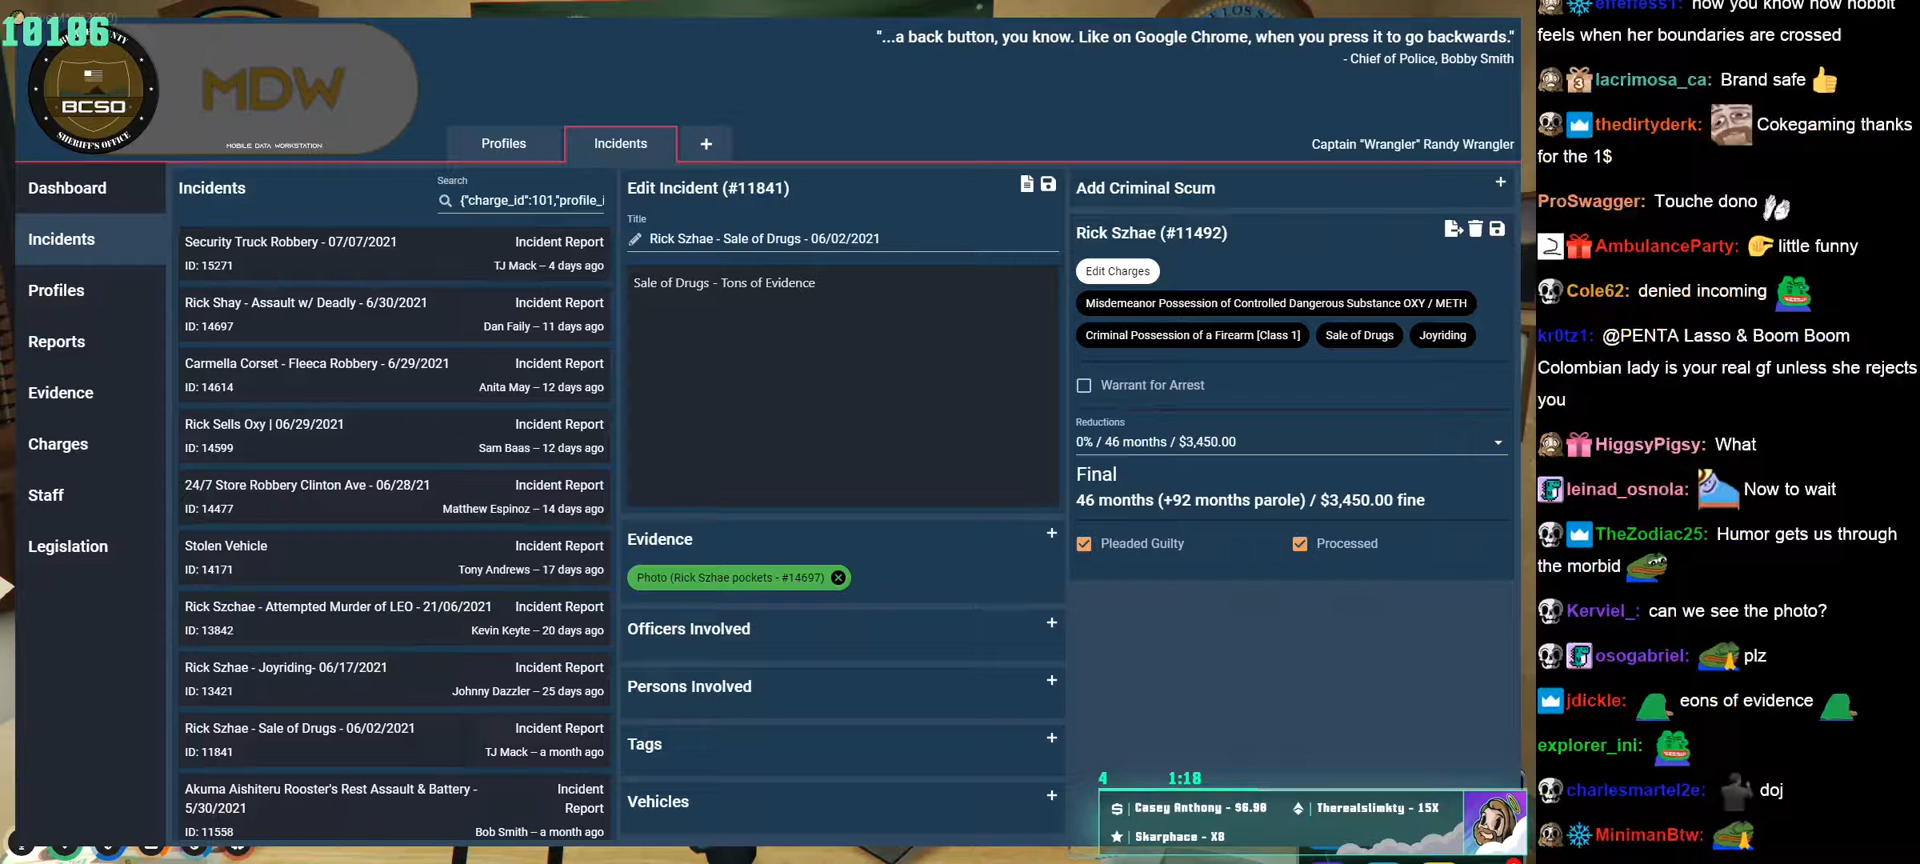 10106
BCSO
SHERIFF'S OFFICE
MDW
MOBILE DATA WORKSTATION
"...a back button, you know. Like on Google Chrome, when you press it to go backwards."
- Chief of Police, Bobby Smith
Profiles
Incidents
+
Captain "Wrangler" Randy Wrangler
Dashboard
Incidents
Profiles
Reports
Evidence
Charges
Staff
Legislation
Incidents
Search
{"charge_id":101,"profile_i
Security Truck Robbery - 07/07/2021 Incident Report
ID: 15271 TJ Mack – 4 days ago
Rick Shay - Assault w/ Deadly - 6/30/2021 Incident Report
ID: 14697 Dan Faily – 11 days ago
Carmella Corset - Fleeca Robbery - 6/29/2021 Incident Report
ID: 14614 Anita May – 12 days ago
Rick Sells Oxy | 06/29/2021 Incident Report
ID: 14599 Sam Baas – 12 days ago
24/7 Store Robbery Clinton Ave - 06/28/21 Incident Report
ID: 14477 Matthew Espinoz – 14 days ago
Stolen Vehicle Incident Report
ID: 14171 Tony Andrews – 17 days ago
Rick Szchae - Attempted Murder of LEO - 21/06/2021 Incident Report
ID: 13842 Kevin Keyte – 20 days ago
Rick Szhae - Joyriding- 06/17/2021 Incident Report
ID: 13421 Johnny Dazzler – 25 days ago
Rick Szhae - Sale of Drugs - 06/02/2021 Incident Report
ID: 11841 TJ Mack – a month ago
Akuma Aishiteru Rooster's Rest Assault & Battery - Incident
5/30/2021 Report
ID: 11558 Bob Smith – a month ago
Edit Incident (#11841)
Title
Rick Szhae - Sale of Drugs - 06/02/2021
Sale of Drugs - Tons of Evidence
Evidence +
Photo (Rick Szhae pockets - #14697)
Officers Involved +
Persons Involved +
Tags +
Vehicles +
Add Criminal Scum +
Rick Szhae (#11492)
Edit Charges
Misdemeanor Possession of Controlled Dangerous Substance OXY / METH
Criminal Possession of a Firearm [Class 1] Sale of Drugs Joyriding
Warrant for Arrest
Reductions
0% / 46 months / $3,450.00
Final
46 months (+92 months parole) / $3,450.00 fine
Pleaded Guilty Processed
4 1:18
Casey Anthony - 96.90 Therealslimkty - 15X
Skarphace - X8
effeffess1: now you know how hobbit
feels when her boundaries are crossed
lacrimosa_ca: Brand safe
thedirtyderk: Cokegaming thanks
for the 1$
ProSwagger: Touche dono
AmbulanceParty: little funny
Cole62: denied incoming
kr0tz1: @PENTA Lasso & Boom Boom
Colombian lady is your real gf unless she rejects
you
HiggsyPigsy: What
leinad_osnola: Now to wait
TheZodiac25: Humor gets us through
the morbid
Kerviel_: can we see the photo?
osogabriel: plz
jdickle: eons of evidence
explorer_ini:
charlesmartel2e: doj
MinimanBtw: